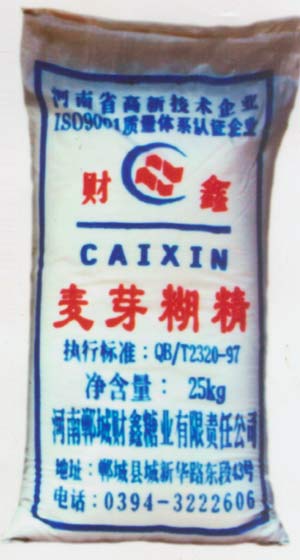 河南省高新技术企业
ISO9001质量体系认证企业
财 鑫
CAIXIN
麦芽糊精
执行标准：QB/T2320-97
净含量：25kg
河南郸城财鑫糖业有限责任公司
地址：郸城县城新华路东段43号
电话：0394-3222606